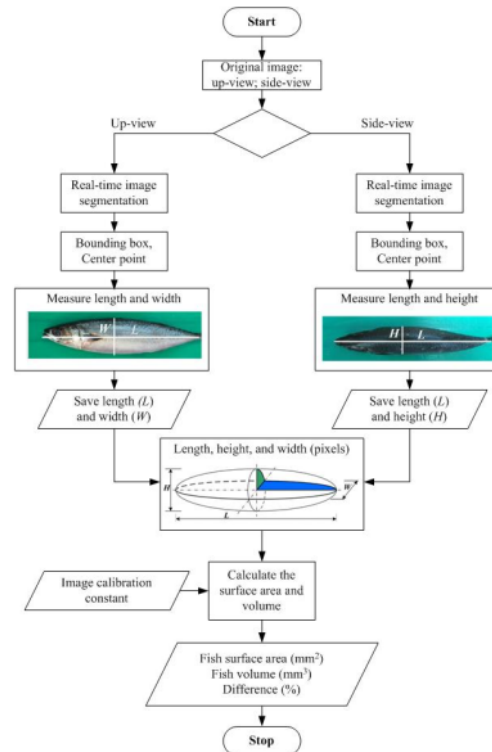 Start
Original image:
up-view; side-view
Up-view
Side-view
Real-time image
segmentation
Real-time image
segmentation
Bounding box,
Center point
Bounding box,
Center point
Measure length and width
W
L
Measure length and height
H
L
Save length (L)
and width (W)
Save length (L)
and height (H)
Length, height, and width (pixels)
H
W
L
Image calibration
constant
Calculate the
surface area and
volume
Fish surface area (mm²)
Fish volume (mm³)
Difference (%)
Stop